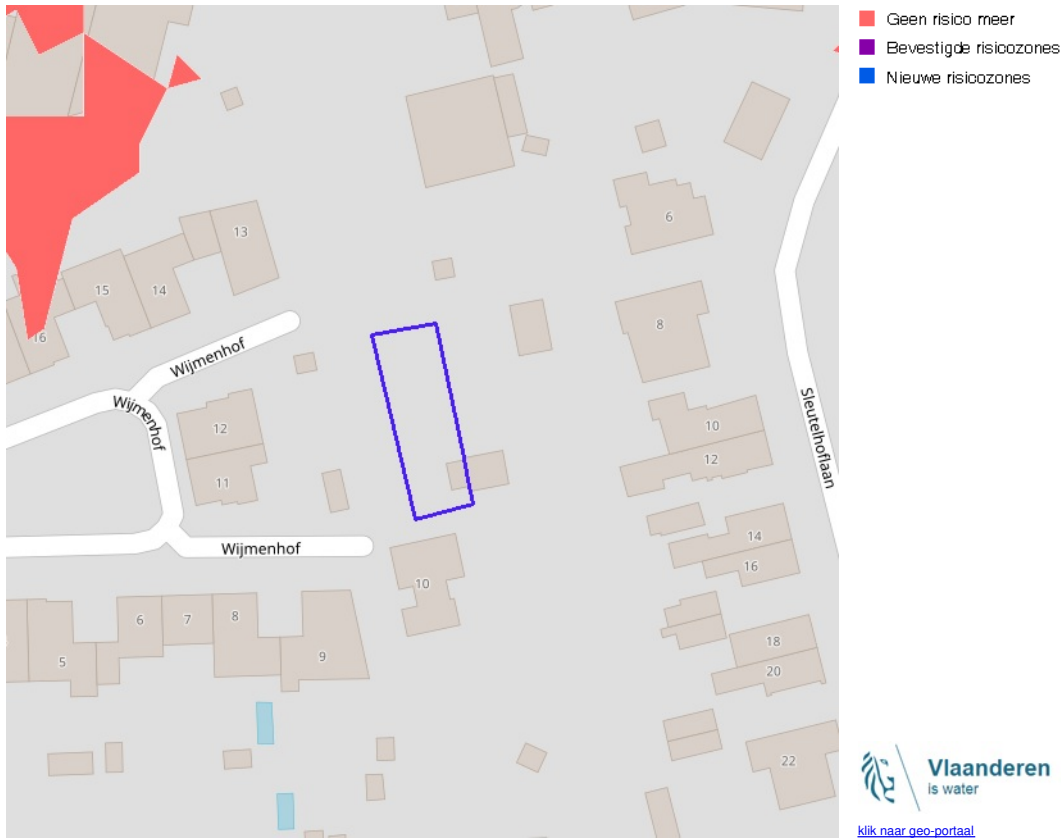 Geen risico meer
Bevestigde risicozones
Nieuwe risicozones
6
13
15
14
16
8
Wijmenhof
Wijmenhof
12
11
10
12
Sleutelhoflaan
Wijmenhof
14
16
10
6
7
8
5
9
18
20
22
Vlaanderen
is water
klik naar geo-portaal